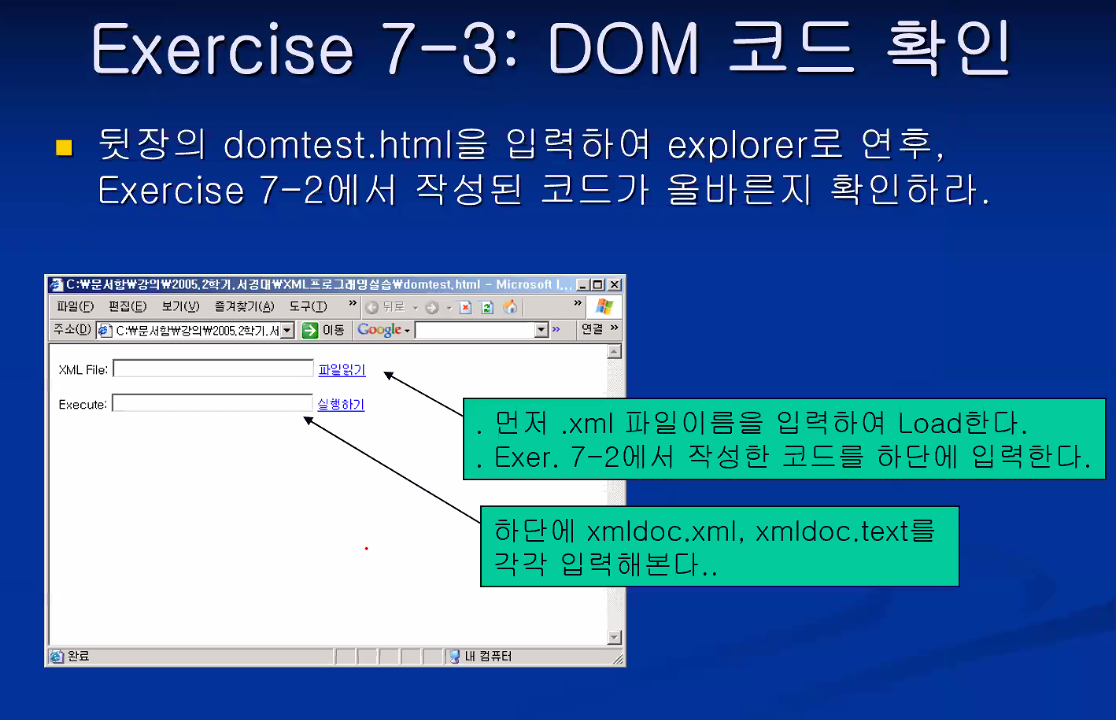 Exercise 7-3: DOM 코드 확인
뒷장의 domtest.html을 입력하여 explorer로 연후,
Exercise 7-2에서 작성된 코드가 올바른지 확인하라.
C:₩문서함₩강의₩2005.2학기.서경대₩XML프로그래밍실습₩domtest.html - Microsoft I...
파일(F) 편집(E) 보기(V) 즐겨찾기(A) 도구(T) » 뒤로 »
주소(D) C:₩문서함₩강의₩2005.2학기.서 이동 Google » 연결 »
XML File: 파일읽기
Execute: 실행하기
. 먼저 .xml 파일이름을 입력하여 Load한다.
. Exer. 7-2에서 작성한 코드를 하단에 입력한다.
하단에 xmldoc.xml, xmldoc.text를
각각 입력해본다..
완료 내 컴퓨터